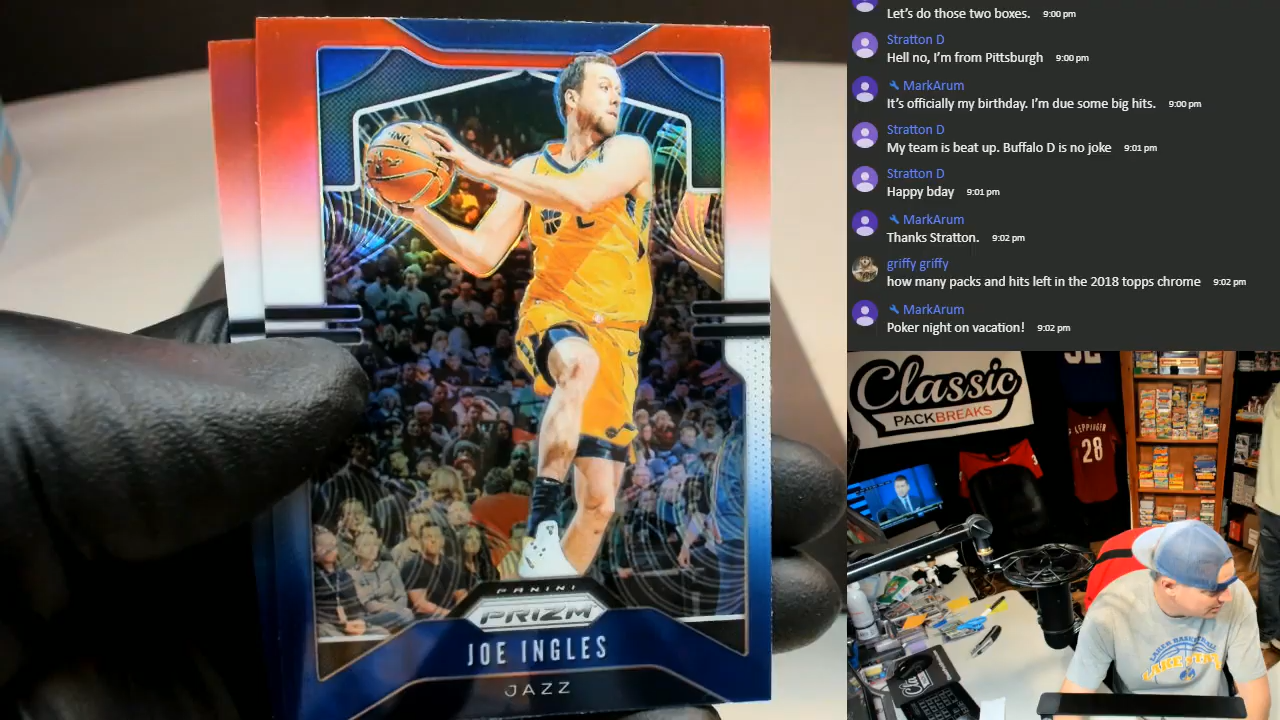 PANINI
PRIZM
JOE INGLES
JAZZ
Let's do those two boxes. 9:00 pm
Stratton D
Hell no, I'm from Pittsburgh 9:00 pm
MarkArum
It's officially my birthday. I'm due some big hits. 9:00 pm
Stratton D
My team is beat up. Buffalo D is no joke 9:01 pm
Stratton D
Happy bday 9:01 pm
MarkArum
Thanks Stratton. 9:02 pm
griffy griffy
how many packs and hits left in the 2018 topps chrome 9:02 pm
MarkArum
Poker night on vacation! 9:02 pm
Classic
PACKBREAKS
LEPPINGER
28
LAKE STATE